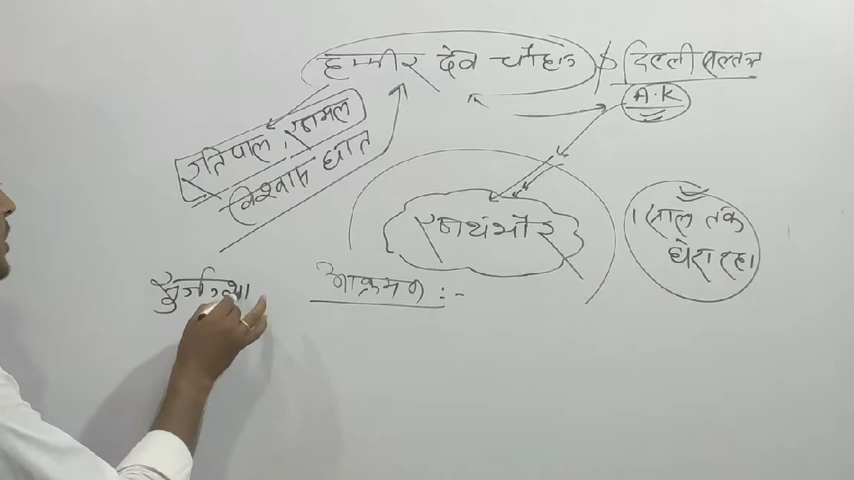 हम्मीर देव चौहान
दिल्ली सल्तनत
A.K
रतिपाल, रणमल
विश्वासघात
रणथंभौर
1 साल तक
घेरा रहा
आक्रमण :-